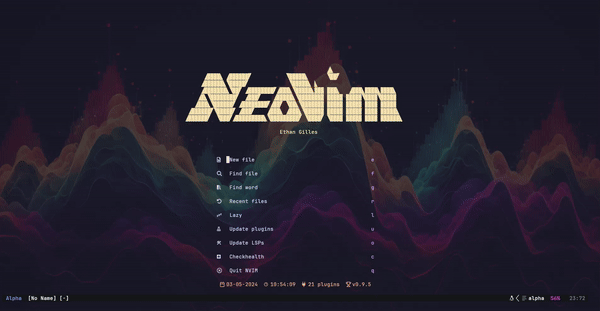 NEOVIM
Ethan Gilles
New file e
Find file f
Find word g
Recent files r
Lazy l
Update plugins u
Update LSPs o
Checkhealth c
Quit NVIM q
03-05-2024 18:54:09 21 plugins v0.9.5
Alpha [No Name] [-] alpha 56% 23:72